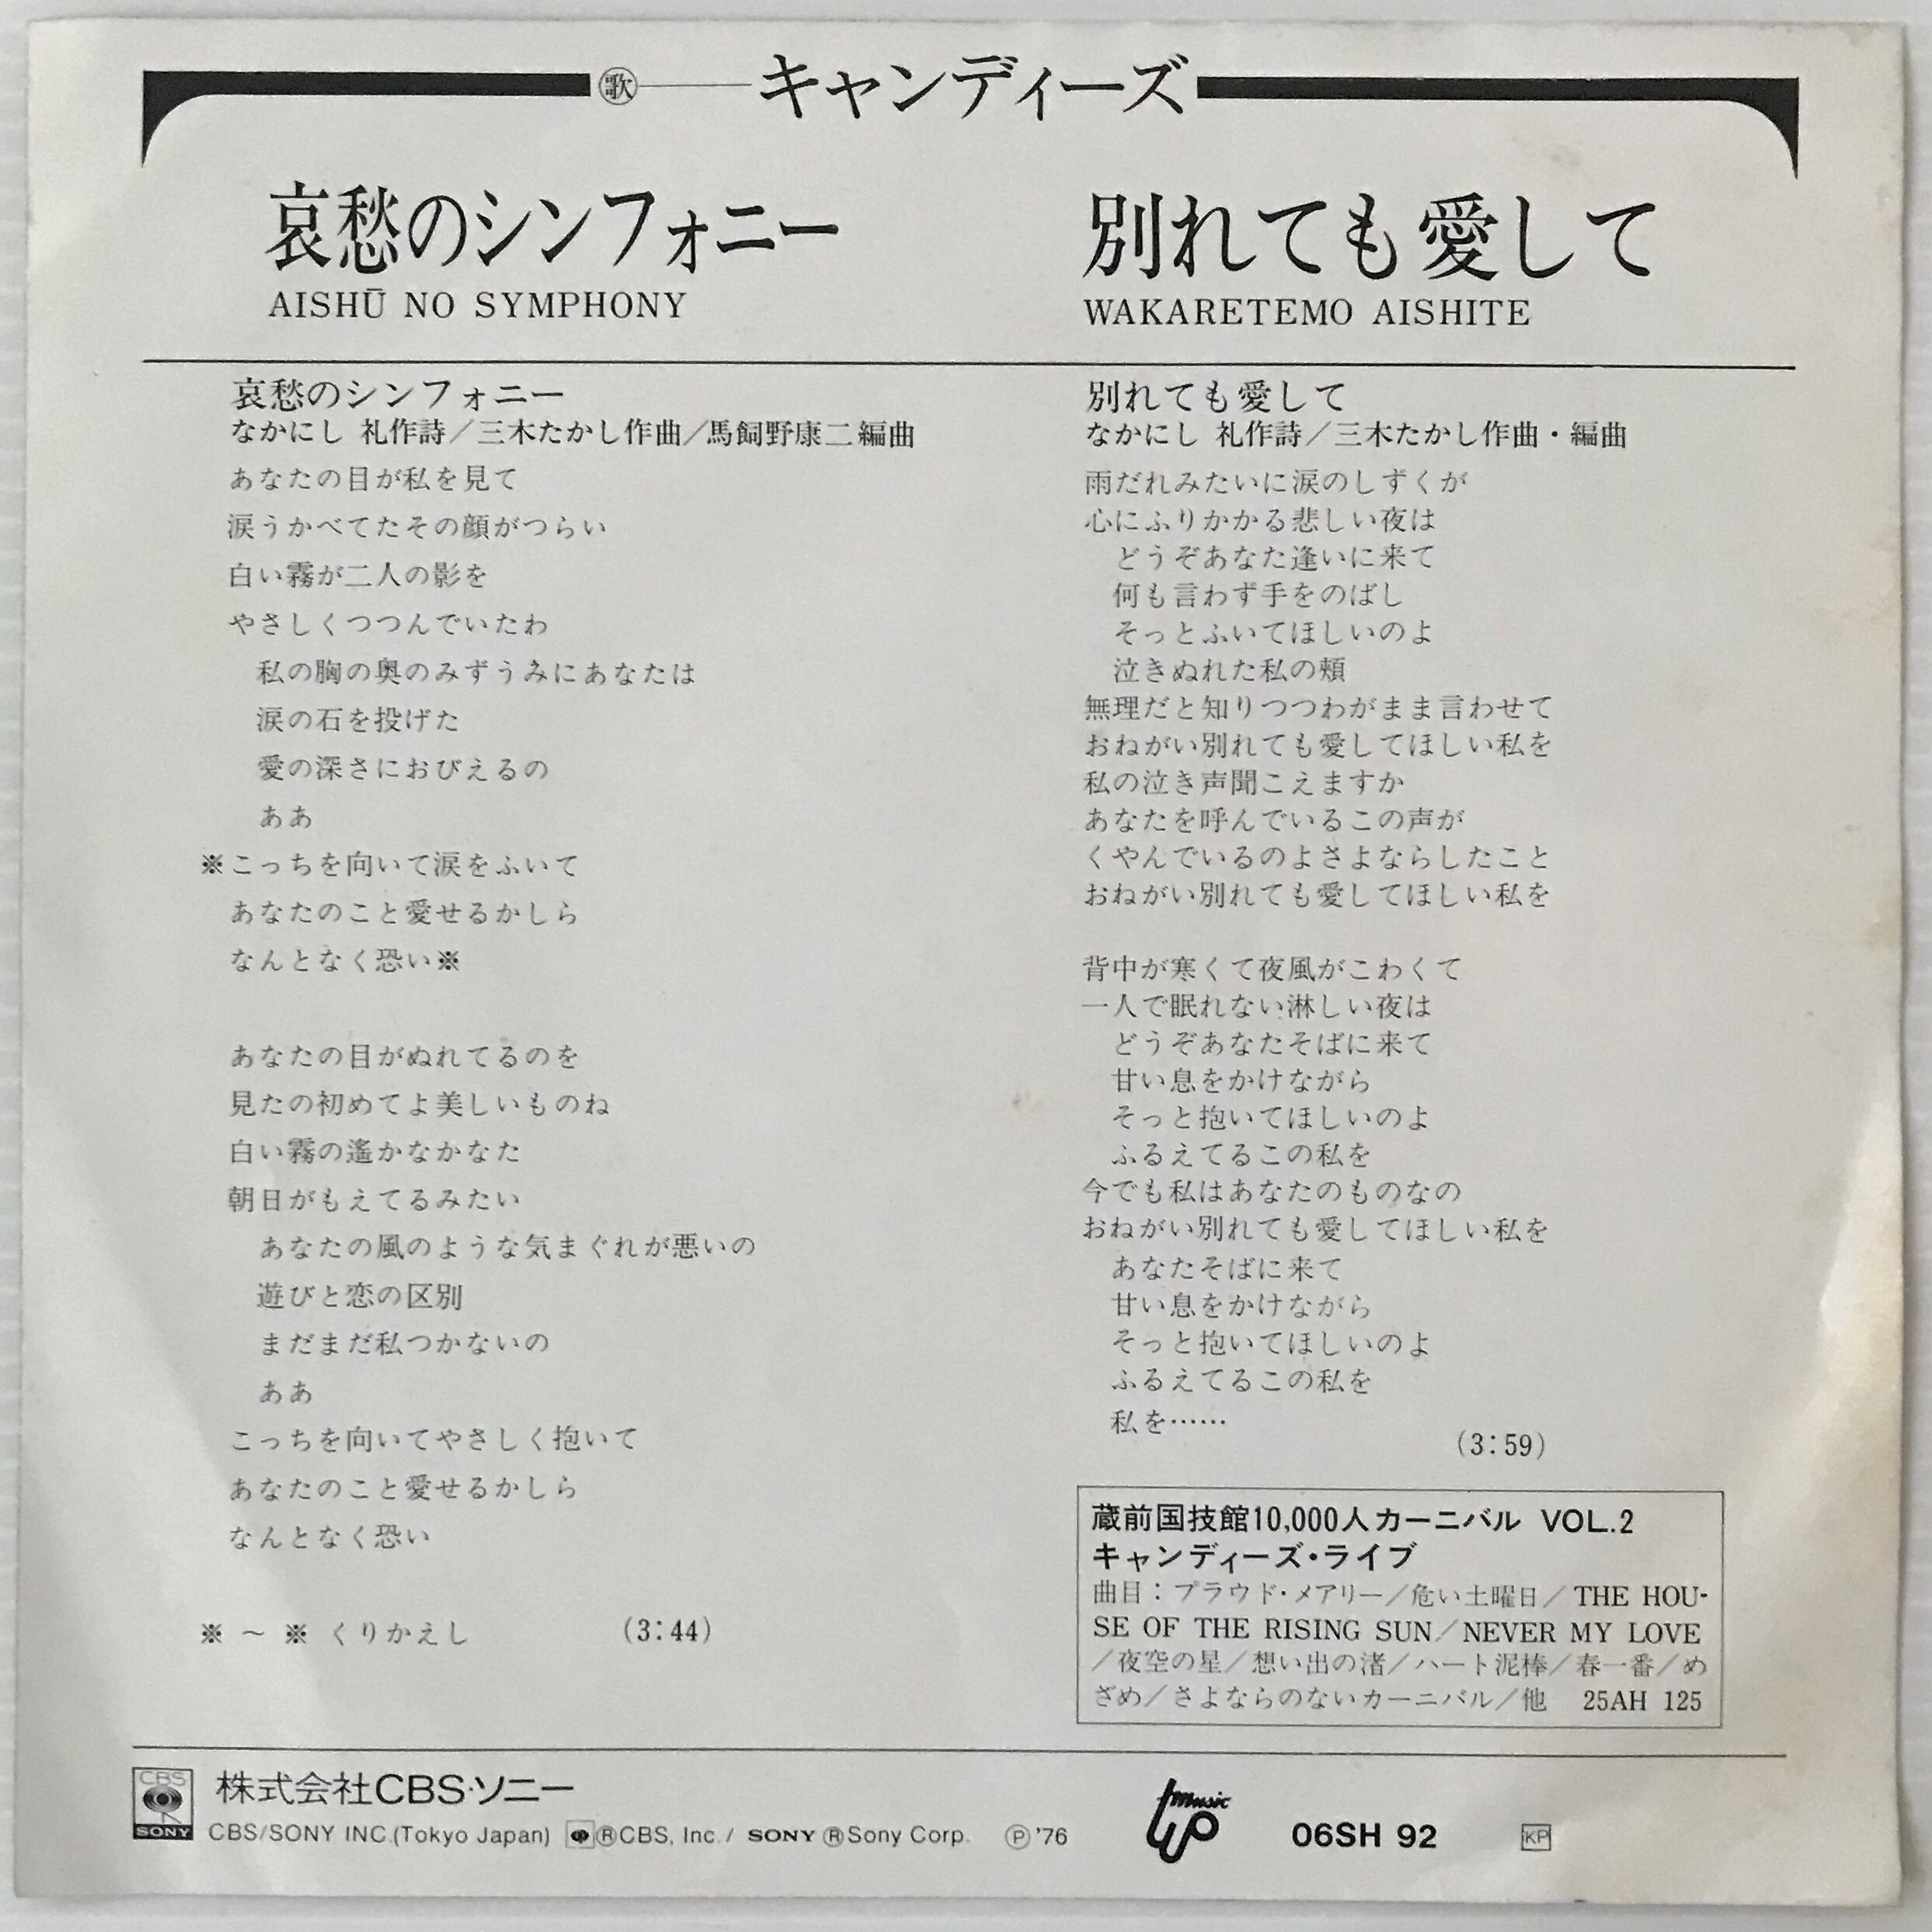 歌 キャンディーズ
哀愁のシンフォニー
AISHŪ NO SYMPHONY
別れても愛して
WAKARETEMO AISHITE
哀愁のシンフォニー
なかにし 礼作詩/三木たかし作曲/馬飼野康二編曲
あなたの目が私を見て
涙うかべてたその顔がつらい
白い霧が二人の影を
やさしくつつんでいたわ
私の胸の奥のみずうみにあなたは
涙の石を投げた
愛の深さにおびえるの
ああ
※こっちを向いて涙をふいて
あなたのこと愛せるかしら
なんとなく恐い※
あなたの目がぬれてるのを
見たの初めてよ美しいものね
白い霧の遙かなかなた
朝日がもえてるみたい
あなたの風のような気まぐれが悪いの
遊びと恋の区別
まだまだ私つかないの
ああ
こっちを向いてやさしく抱いて
あなたのこと愛せるかしら
なんとなく恐い
※ ~ ※ くりかえし (3:44)
別れても愛して
なかにし 礼作詩/三木たかし作曲・編曲
雨だれみたいに涙のしずくが
心にふりかかる悲しい夜は
どうぞあなた逢いに来て
何も言わず手をのばし
そっとふいてほしいのよ
泣きぬれた私の頬
無理だと知りつつわがまま言わせて
おねがい別れても愛してほしい私を
私の泣き声聞こえますか
あなたを呼んでいるこの声が
くやんでいるのよさよならしたこと
おねがい別れても愛してほしい私を
背中が寒くて夜風がこわくて
一人で眠れない淋しい夜は
どうぞあなたそばに来て
甘い息をかけながら
そっと抱いてほしいのよ
ふるえてるこの私を
今でも私はあなたのものなの
おねがい別れても愛してほしい私を
あなたそばに来て
甘い息をかけながら
そっと抱いてほしいのよ
ふるえてるこの私を
私を……
(3:59)
蔵前国技館10,000人カーニバル VOL.2
キャンディーズ・ライブ
曲目:プラウド・メアリー/危い土曜日/THE HOU-
SE OF THE RISING SUN/NEVER MY LOVE
/夜空の星/想い出の渚/ハート泥棒/春一番/め
ざめ/さよならのないカーニバル/他 25AH 125
CBS
SONY
株式会社CBS・ソニー
CBS/SONY INC.(Tokyo Japan) ®CBS, Inc./ SONY ®Sony Corp. ℗'76
music up
06SH 92
KP